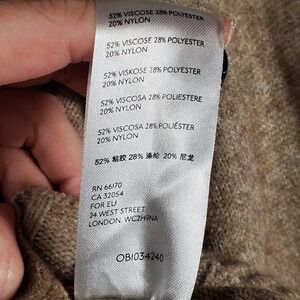 52% VISCOSE 28% POLYESTER
20% NYLON
52% VISCOSE 28% POLYESTER
20% NYLON
52% VISKOSE 28% POLYESTER
20% NYLON
52% VISCOSA 28% POLIESTERE
20% NYLON
52% VISCOSA 28% POLIÉSTER
20% NYLON
52% 粘胶 28% 涤纶 20% 尼龙
RN 66170
CA 32054
FOR EU
24 WEST STREET
LONDON, WC2H9NA
OB1034240